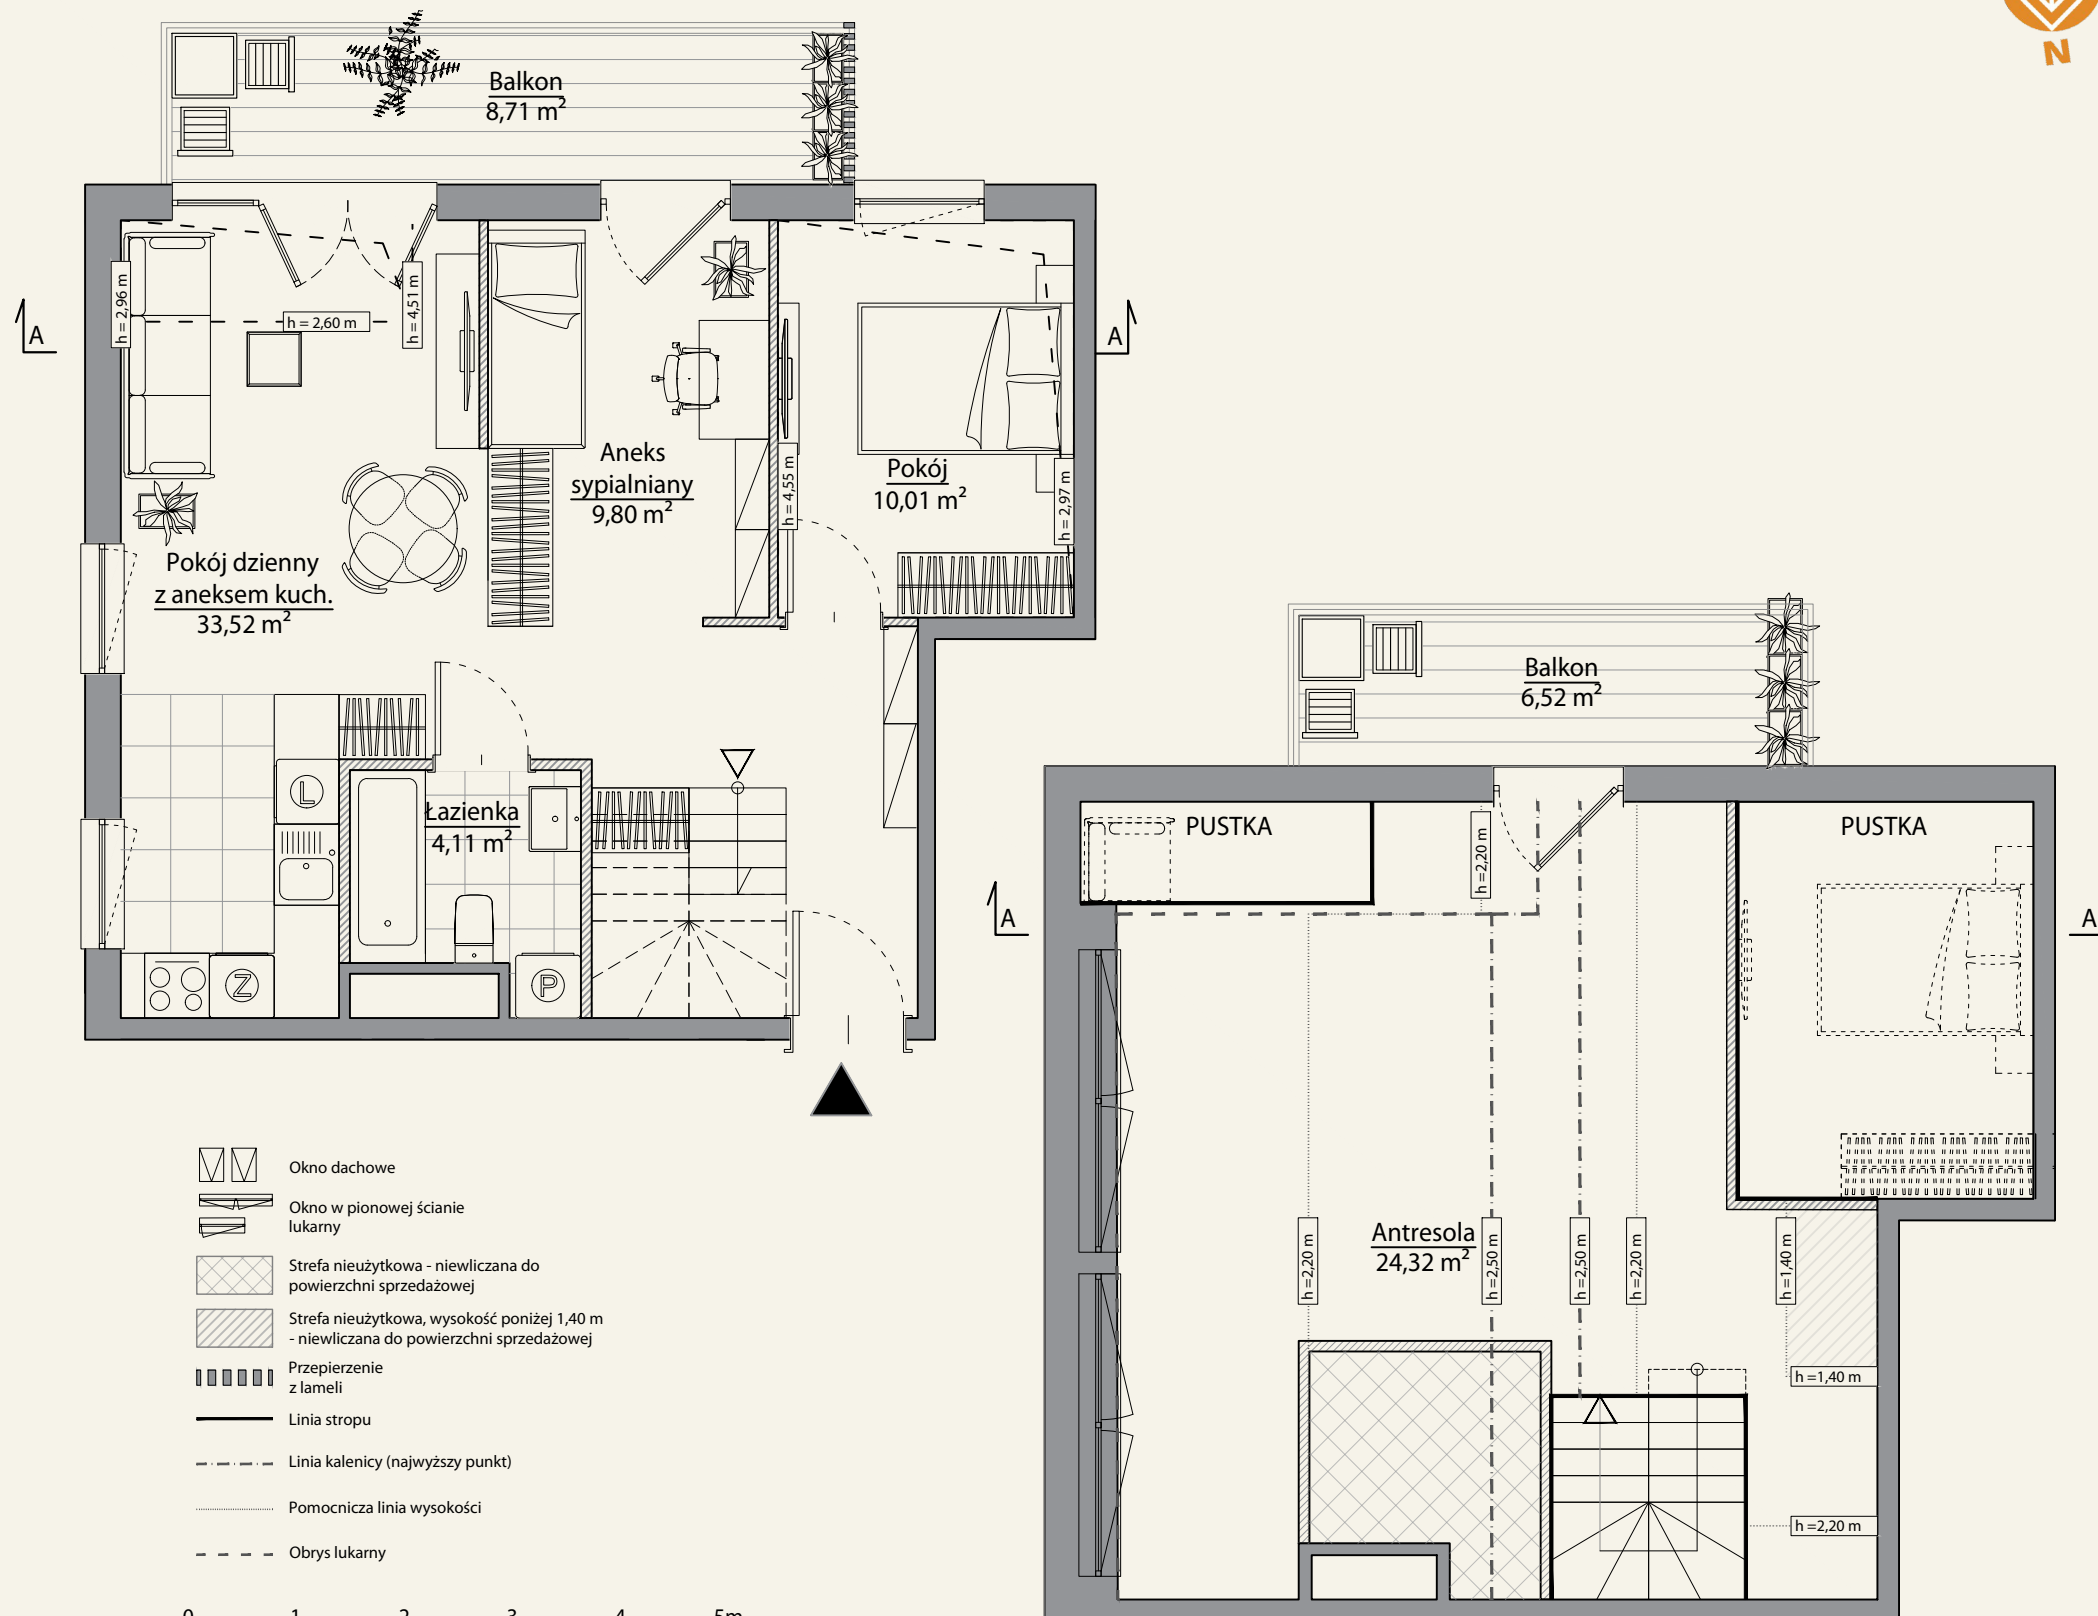 N
Balkon
8,71 m²
A
h = 2,96 m
h = 2,60 m
h = 4,51 m
A
Aneks
sypialniany
9,80 m²
h = 4,55 m
Pokój
10,01 m²
h = 2,97 m
Pokój dzienny
z aneksem kuch.
33,52 m²
L
Łazienka
4,11 m²
Z
P
Balkon
6,52 m²
PUSTKA
h =2,20 m
PUSTKA
A
A
Antresola
24,32 m²
h =2,20 m
h =2,50 m
h =2,50 m
h =2,20 m
h =1,40 m
h =1,40 m
h =2,20 m
Okno dachowe
Okno w pionowej ścianie
lukarny
Strefa nieużytkowa - niewliczana do
powierzchni sprzedażowej
Strefa nieużytkowa, wysokość poniżej 1,40 m
- niewliczana do powierzchni sprzedażowej
Przepierzenie
z lameli
Linia stropu
Linia kalenicy (najwyższy punkt)
Pomocnicza linia wysokości
Obrys lukarny
0 1 2 3 4 5m